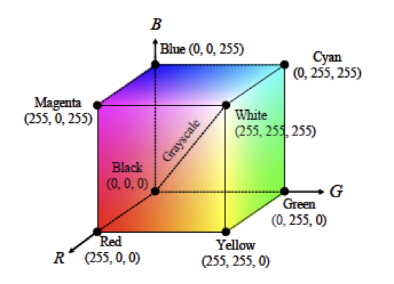 B
Blue (0, 0, 255)
Cyan
(0, 255, 255)
Magenta
(255, 0, 255)
White
(255, 255, 255)
Grayscale
Black
(0, 0, 0)
G
Green
(0, 255, 0)
R
Red
(255, 0, 0)
Yellow
(255, 255, 0)